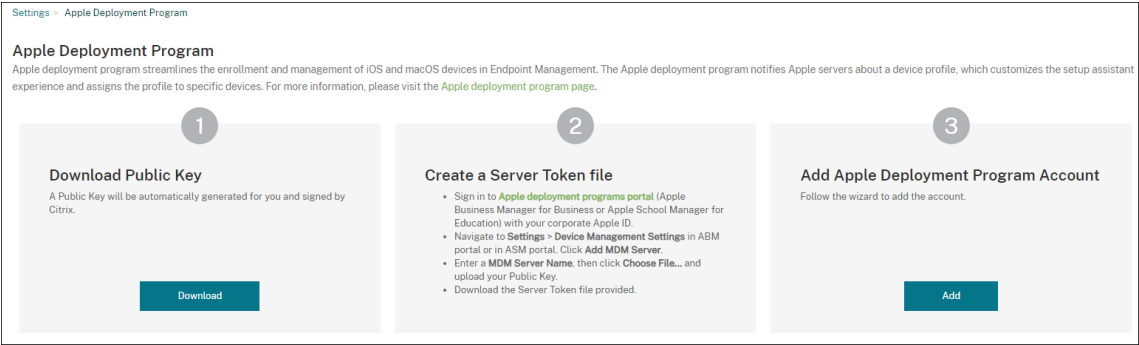 Settings > Apple Deployment Program
Apple Deployment Program
Apple deployment program streamlines the enrollment and management of iOS and macOS devices in Endpoint Management. The Apple deployment program notifies Apple servers about a device profile, which customizes the setup assistant
experience and assigns the profile to specific devices. For more information, please visit the Apple deployment program page.
1
Download Public Key
A Public Key will be automatically generated for you and signed by
Citrix.
Download
2
Create a Server Token file
• Sign in to Apple deployment programs portal (Apple
Business Manager for Business or Apple School Manager for
Education) with your corporate Apple ID.
• Navigate to Settings > Device Management Settings in ABM
portal or in ASM portal. Click Add MDM Server.
• Enter a MDM Server Name, then click Choose File... and
upload your Public Key.
• Download the Server Token file provided.
3
Add Apple Deployment Program Account
Follow the wizard to add the account.
Add